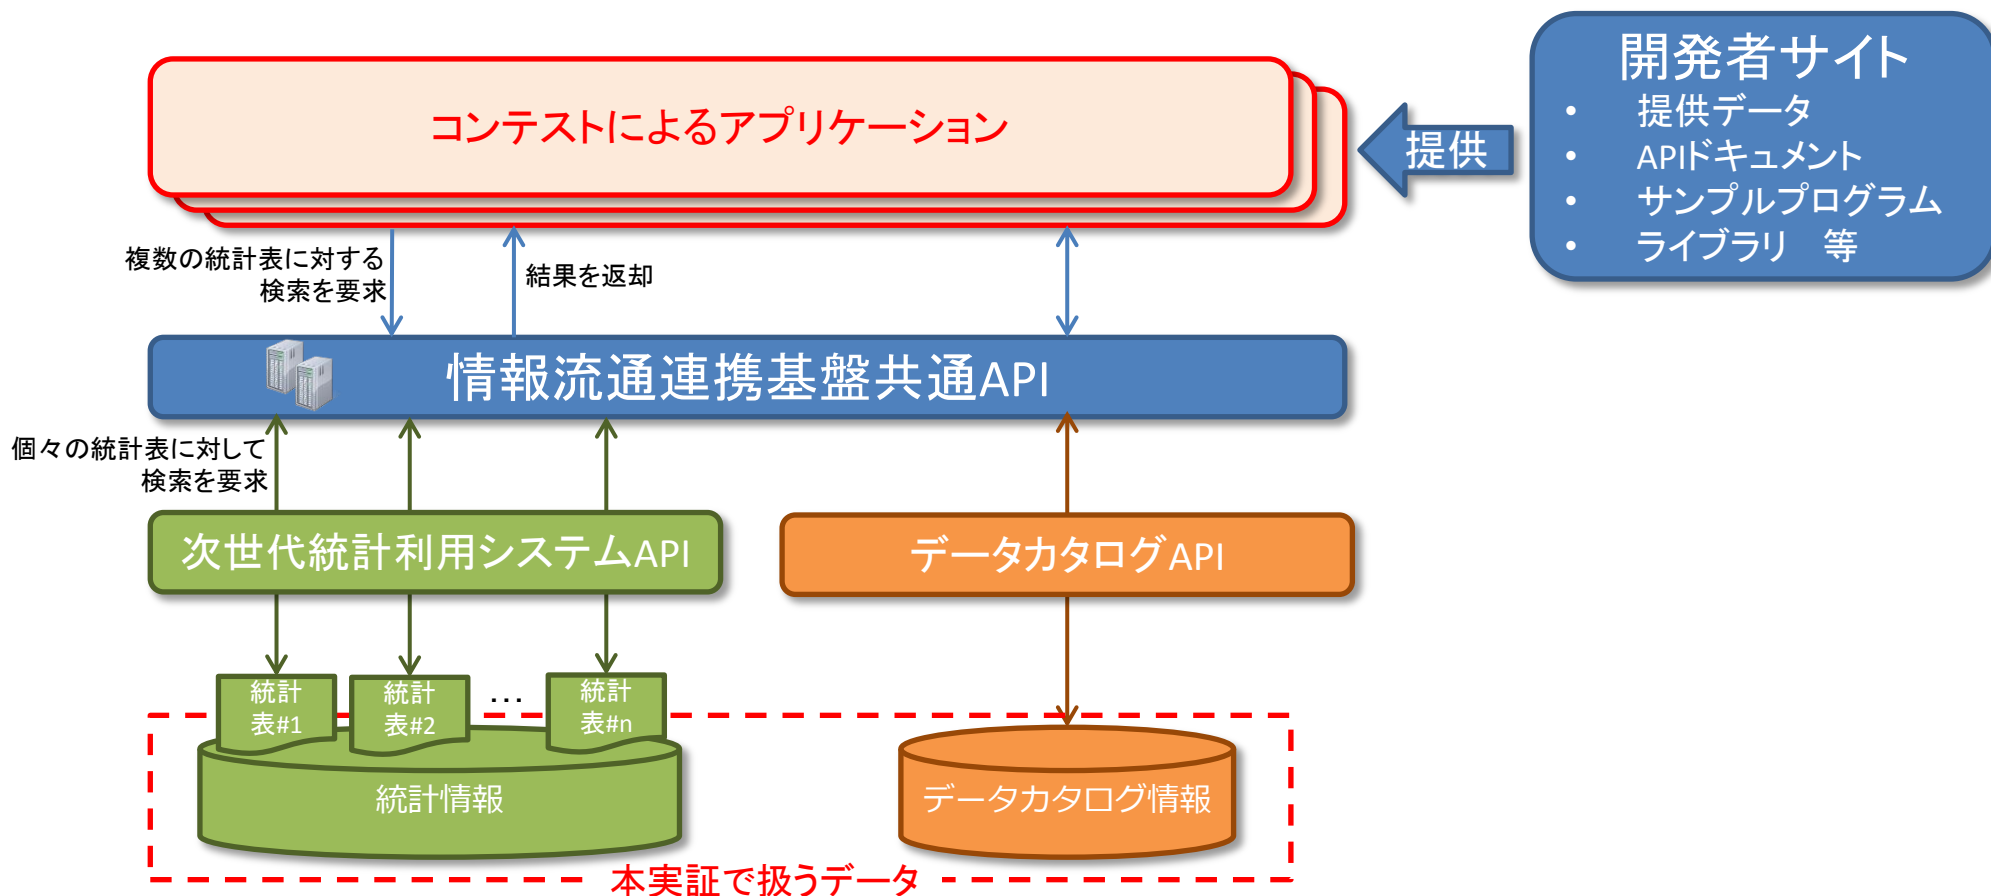 開発者サイト
• 提供データ
• APIドキュメント
• サンプルプログラム
• ライブラリ　等
コンテストによるアプリケーション
提供
複数の統計表に対する
検索を要求
結果を返却
情報流通連携基盤共通API
個々の統計表に対して
検索を要求
次世代統計利用システムAPI
データカタログAPI
統計
表#1
統計
表#2
…
統計
表#n
統計情報
データカタログ情報
本実証で扱うデータ